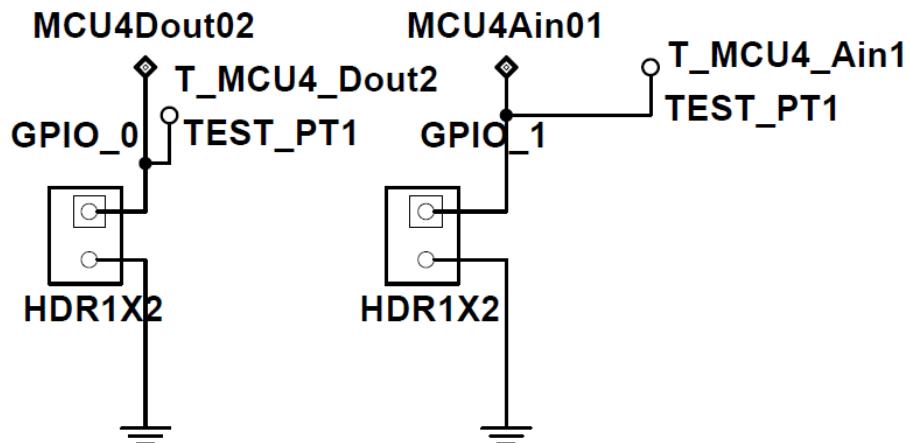 MCU4Dout02
T_MCU4_Dout2
GPIO_0
TEST_PT1
HDR1X2
MCU4Ain01
T_MCU4_Ain1
TEST_PT1
GPIO_1
HDR1X2